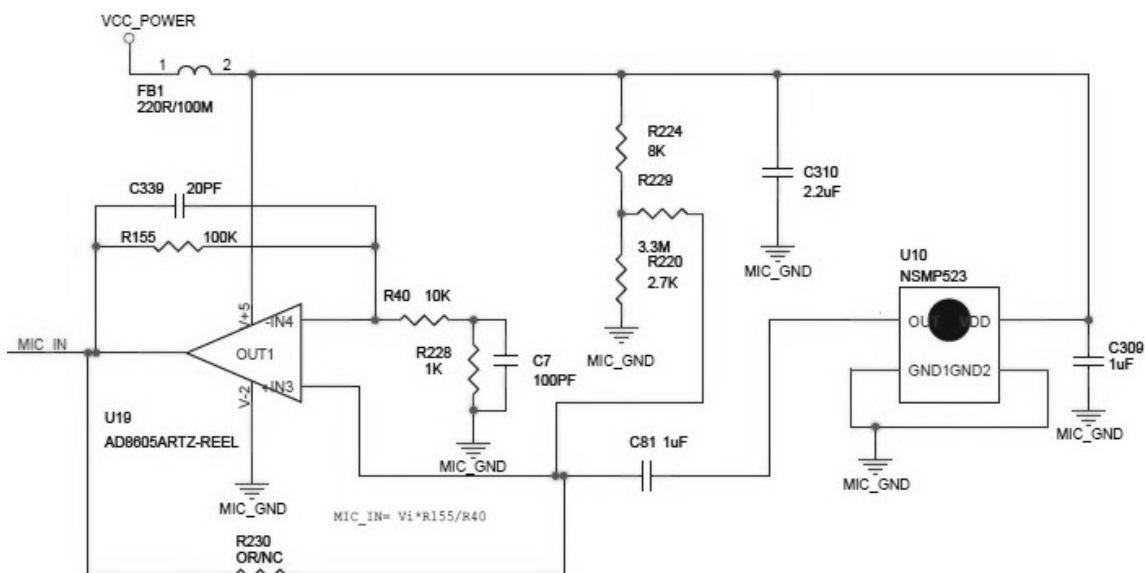 VCC_POWER
1 2
FB1
220R/100M
R224
8K
R229
C310
2.2uF
C339 20PF
R155 100K
3.3M
R220
2.7K
MIC_GND
U10
NSMP523
V+5
-IN4
R40 10K
OUT VDD
MIC_IN
OUT1
R228
1K
C7
100PF
MIC_GND
C309
1uF
V-2
+IN3
GND1 GND2
U19
AD8605ARTZ-REEL
C81 1uF
MIC_GND
MIC_GND
MIC_GND
MIC_GND
MIC_IN= Vi*R155/R40
R230
OR/NC